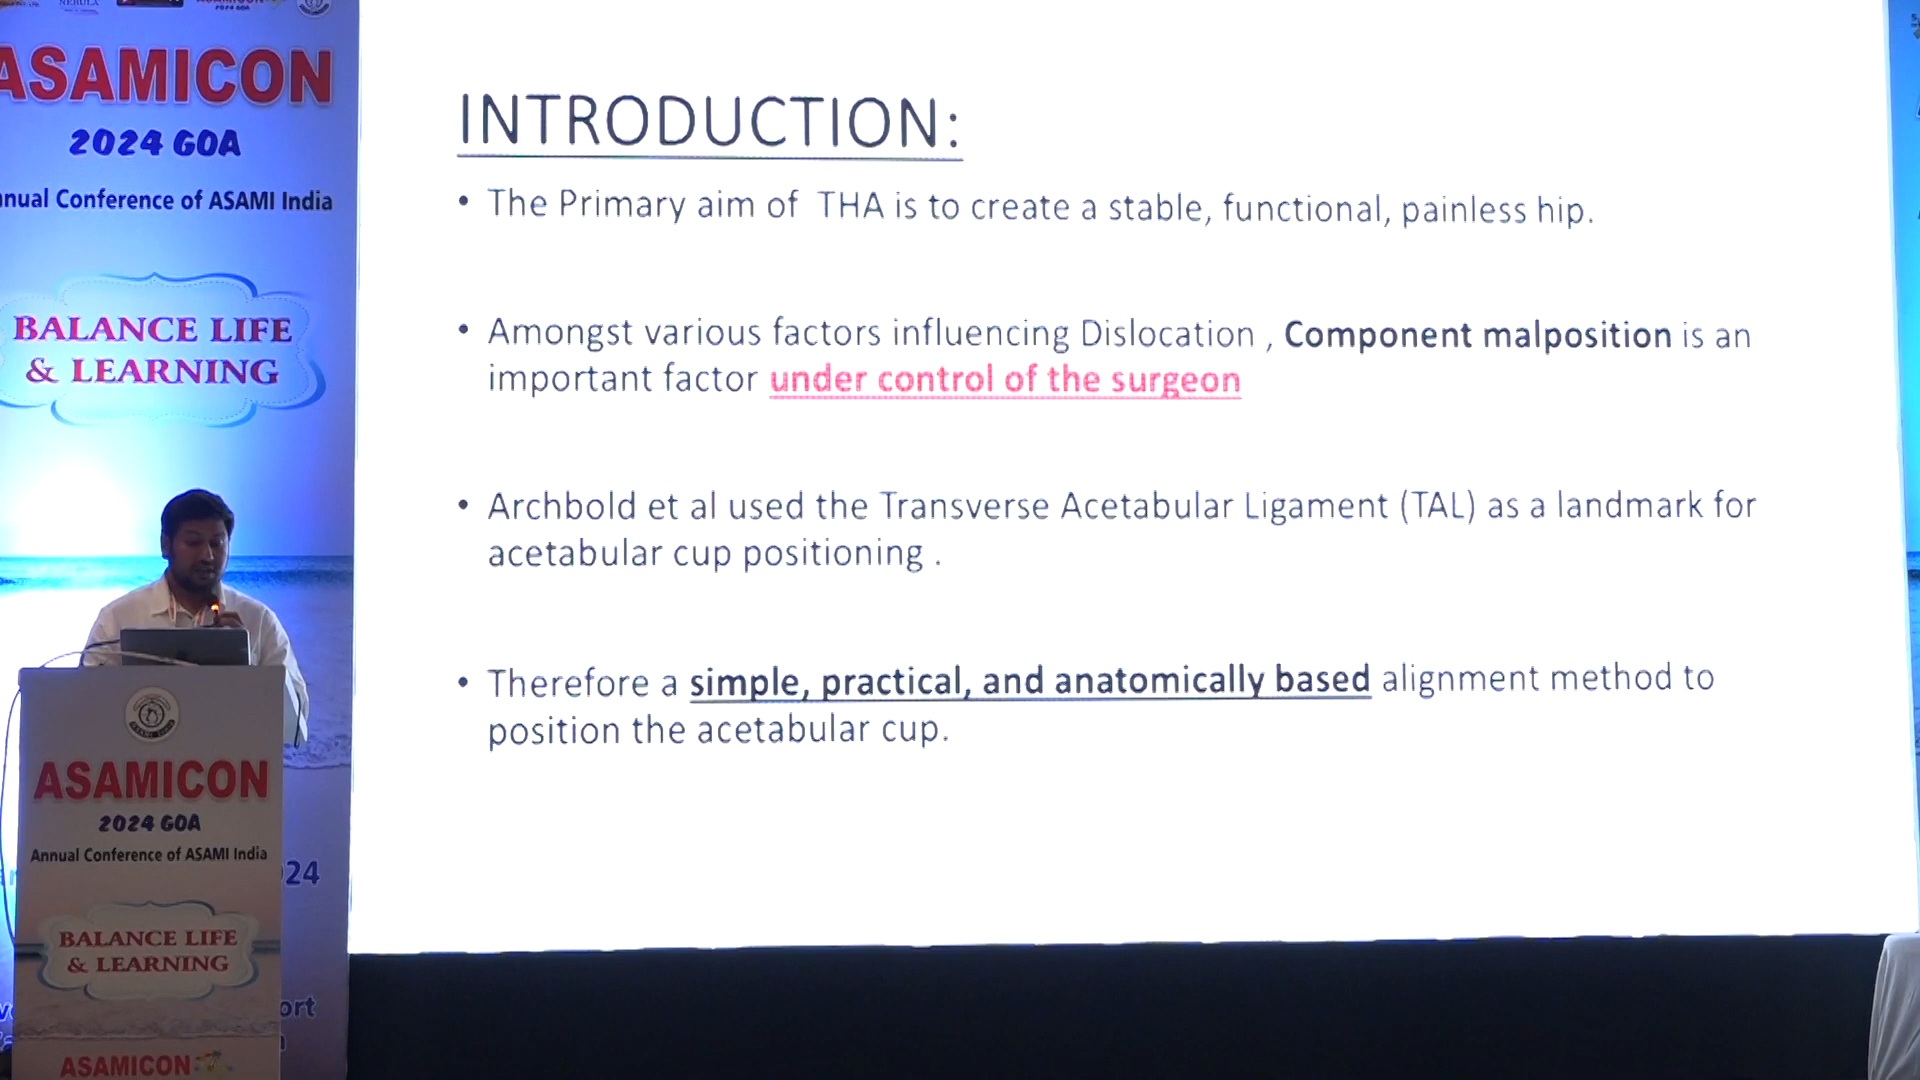 NEBULA
ASAMICON
2024 GOA
nual Conference of ASAMI India
BALANCE LIFE
& LEARNING
INTRODUCTION:
• The Primary aim of THA is to create a stable, functional, painless hip.
• Amongst various factors influencing Dislocation , Component malposition is an
important factor under control of the surgeon
• Archbold et al used the Transverse Acetabular Ligament (TAL) as a landmark for
acetabular cup positioning .
• Therefore a simple, practical, and anatomically based alignment method to
position the acetabular cup.
ASAMICON
2024 GOA
Annual Conference of ASAMI India
24
BALANCE LIFE
& LEARNING
ort
ASAMICON